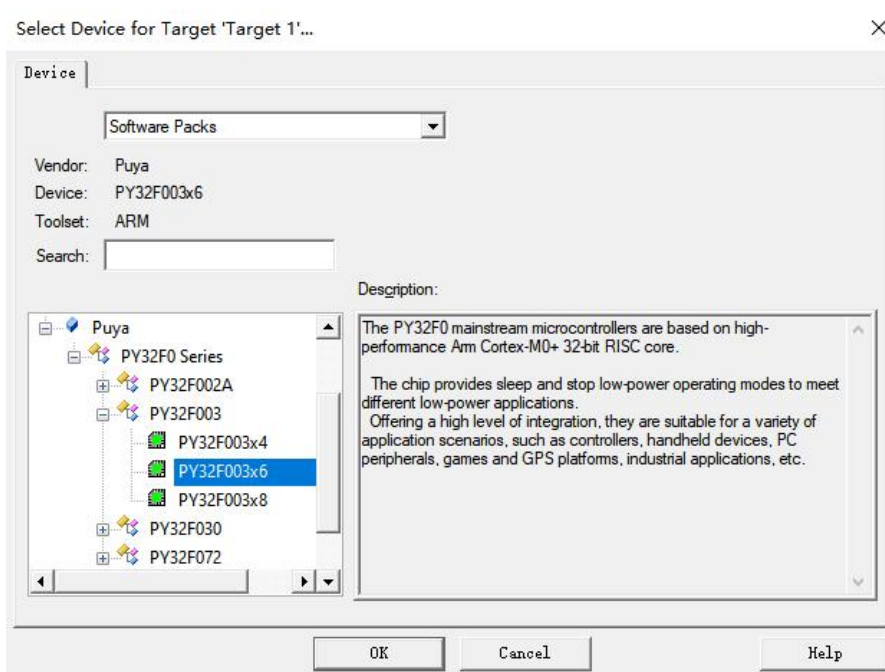 Select Device for Target 'Target 1'...
Device
Software Packs
Vendor: Puya
Device: PY32F003x6
Toolset: ARM
Search:
Description:
Puya
PY32F0 Series
PY32F002A
PY32F003
PY32F003x4
PY32F003x6
PY32F003x8
PY32F030
PY32F072
The PY32F0 mainstream microcontrollers are based on high-
performance Arm Cortex-M0+ 32-bit RISC core.
The chip provides sleep and stop low-power operating modes to meet
different low-power applications.
Offering a high level of integration, they are suitable for a variety of
application scenarios, such as controllers, handheld devices, PC
peripherals, games and GPS platforms, industrial applications, etc.
OK
Cancel
Help